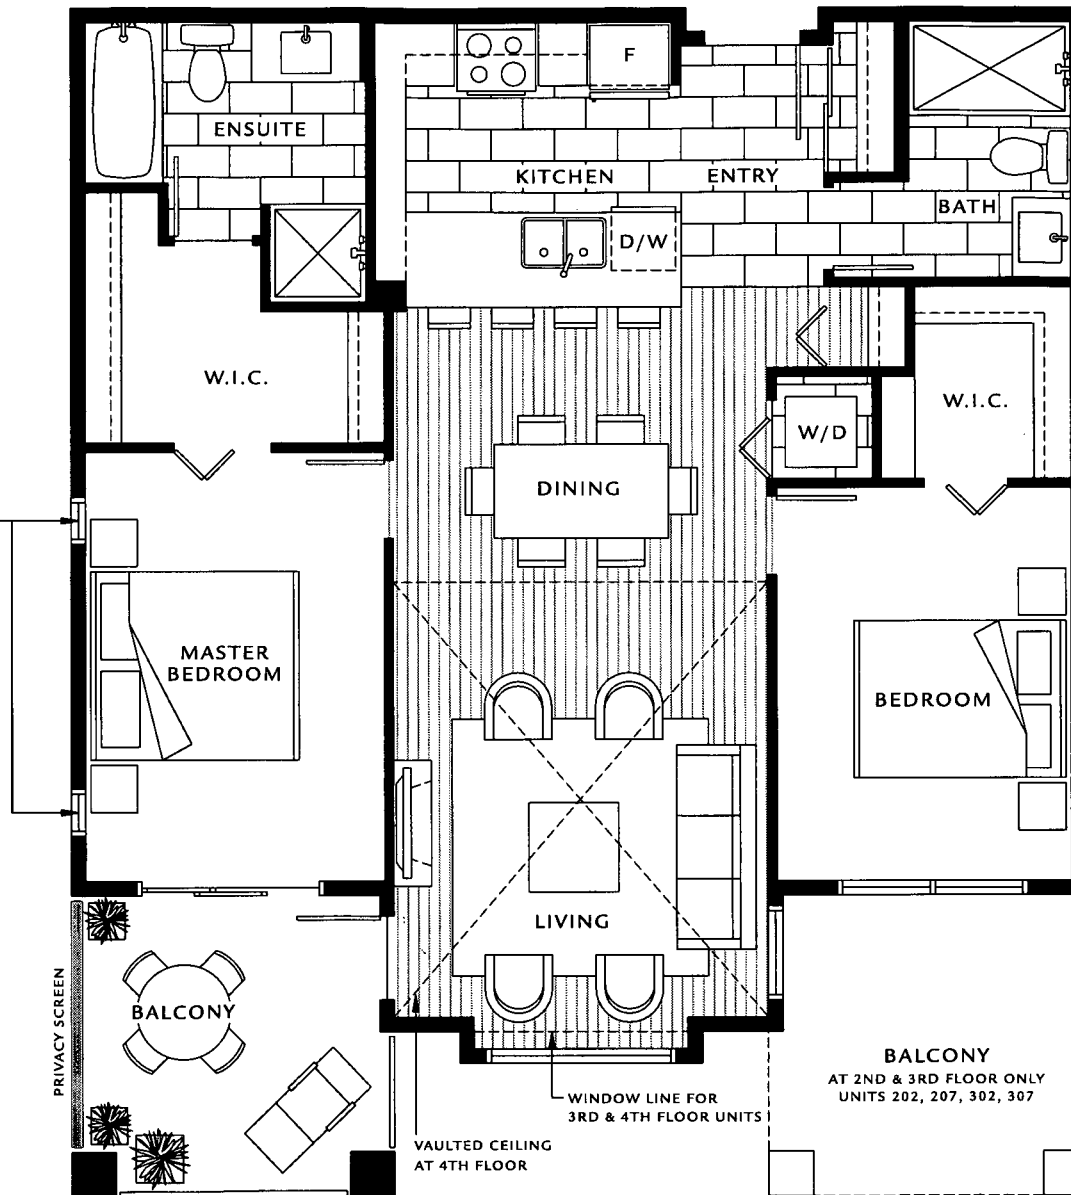 F
ENSUITE
KITCHEN
ENTRY
BATH
D/W
W.I.C.
W.I.C.
W/D
DINING
MASTER
BEDROOM
BEDROOM
LIVING
BALCONY
PRIVACY SCREEN
BALCONY
AT 2ND & 3RD FLOOR ONLY
UNITS 202, 207, 302, 307
WINDOW LINE FOR
3RD & 4TH FLOOR UNITS
VAULTED CEILING
AT 4TH FLOOR